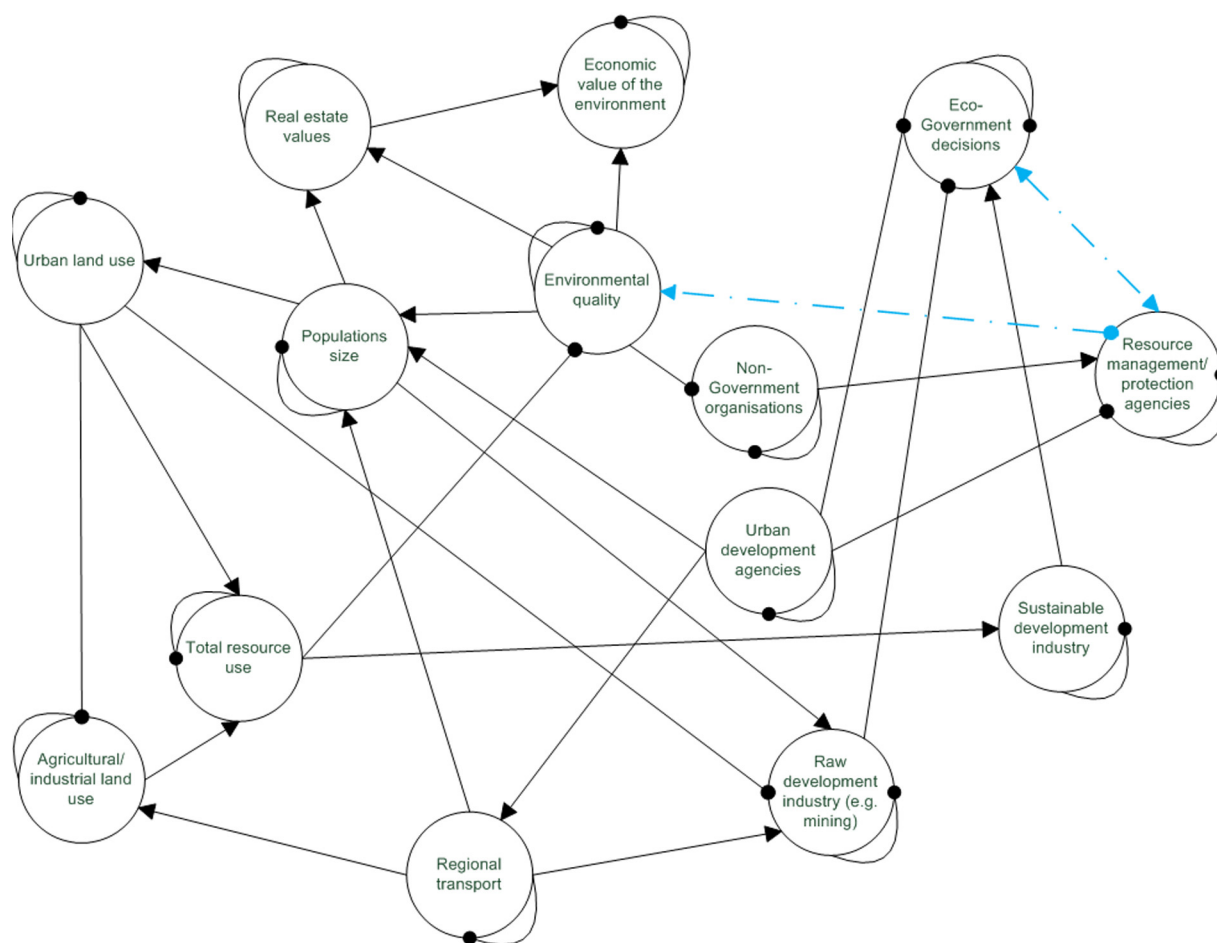 Economic
value of the
environment
Eco-
Government
decisions
Real estate
values
Urban land use
Environmental
quality
Populations
size
Non-
Government
organisations
Resource
management/
protection
agencies
Urban
development
agencies
Total resource
use
Sustainable
development
industry
Agricultural/
industrial land
use
Raw
development
industry (e.g.
mining)
Regional
transport